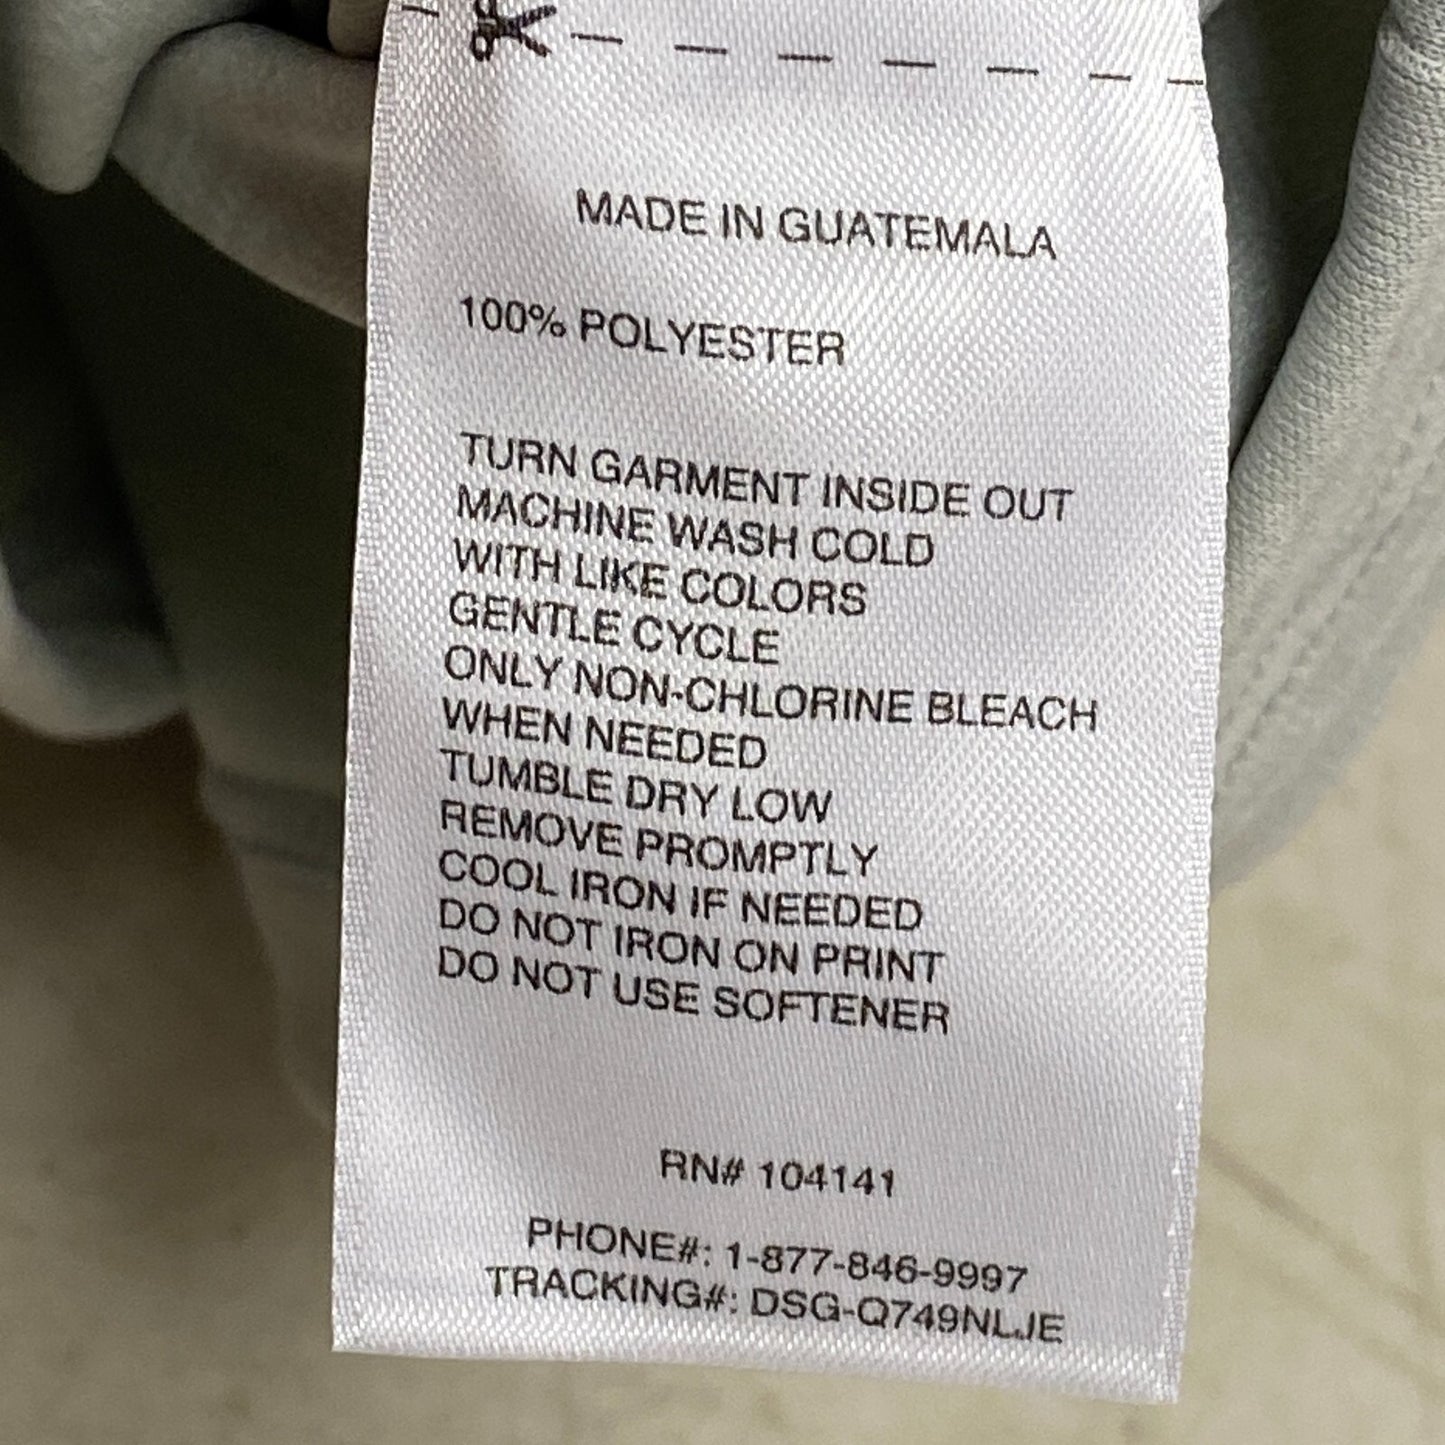 MADE IN GUATEMALA
100% POLYESTER
TURN GARMENT INSIDE OUT
MACHINE WASH COLD
WITH LIKE COLORS
GENTLE CYCLE
ONLY NON-CHLORINE BLEACH
WHEN NEEDED
TUMBLE DRY LOW
REMOVE PROMPTLY
COOL IRON IF NEEDED
DO NOT IRON ON PRINT
DO NOT USE SOFTENER
RN# 104141
PHONE#: 1-877-846-9997
TRACKING#: DSG-Q749NLJE